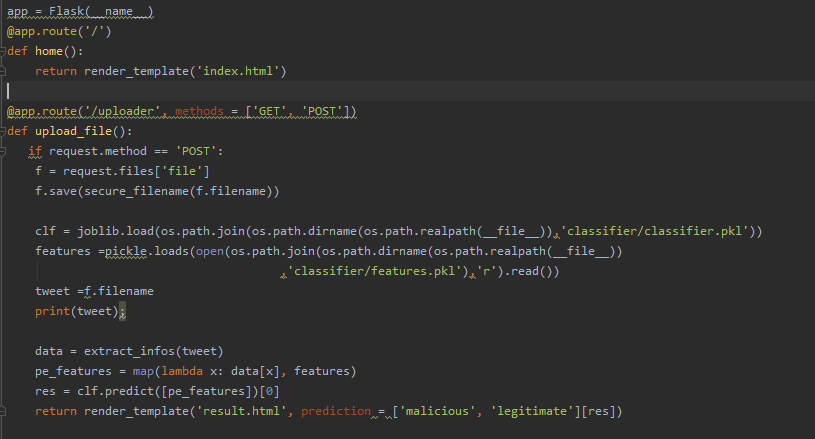 app = Flask(__name__)
@app.route('/')
def home():
    return render_template('index.html')
@app.route('/uploader', methods = ['GET', 'POST'])
def upload_file():
   if request.method == 'POST':
    f = request.files['file']
    f.save(secure_filename(f.filename))
    clf = joblib.load(os.path.join(os.path.dirname(os.path.realpath(__file__)),'classifier/classifier.pkl'))
    features =pickle.loads(open(os.path.join(os.path.dirname(os.path.realpath(__file__))
                                   ,'classifier/features.pkl'),'r').read())
    tweet =f.filename
    print(tweet);
    data = extract_infos(tweet)
    pe_features = map(lambda x: data[x], features)
    res = clf.predict([pe_features])[0]
    return render_template('result.html', prediction = ['malicious', 'legitimate'][res])